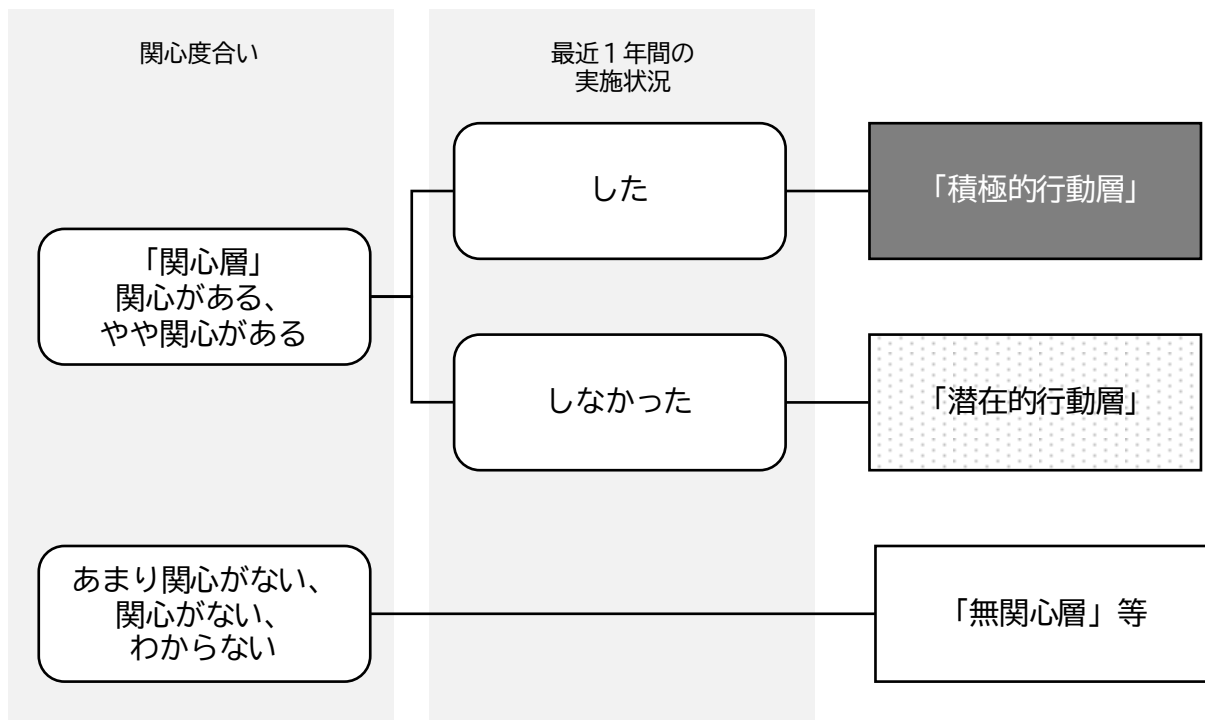 関心度合い
最近１年間の
実施状況
「関心層」
関心がある、
やや関心がある
した
「積極的行動層」
しなかった
「潜在的行動層」
あまり関心がない、
関心がない、
わからない
「無関心層」等